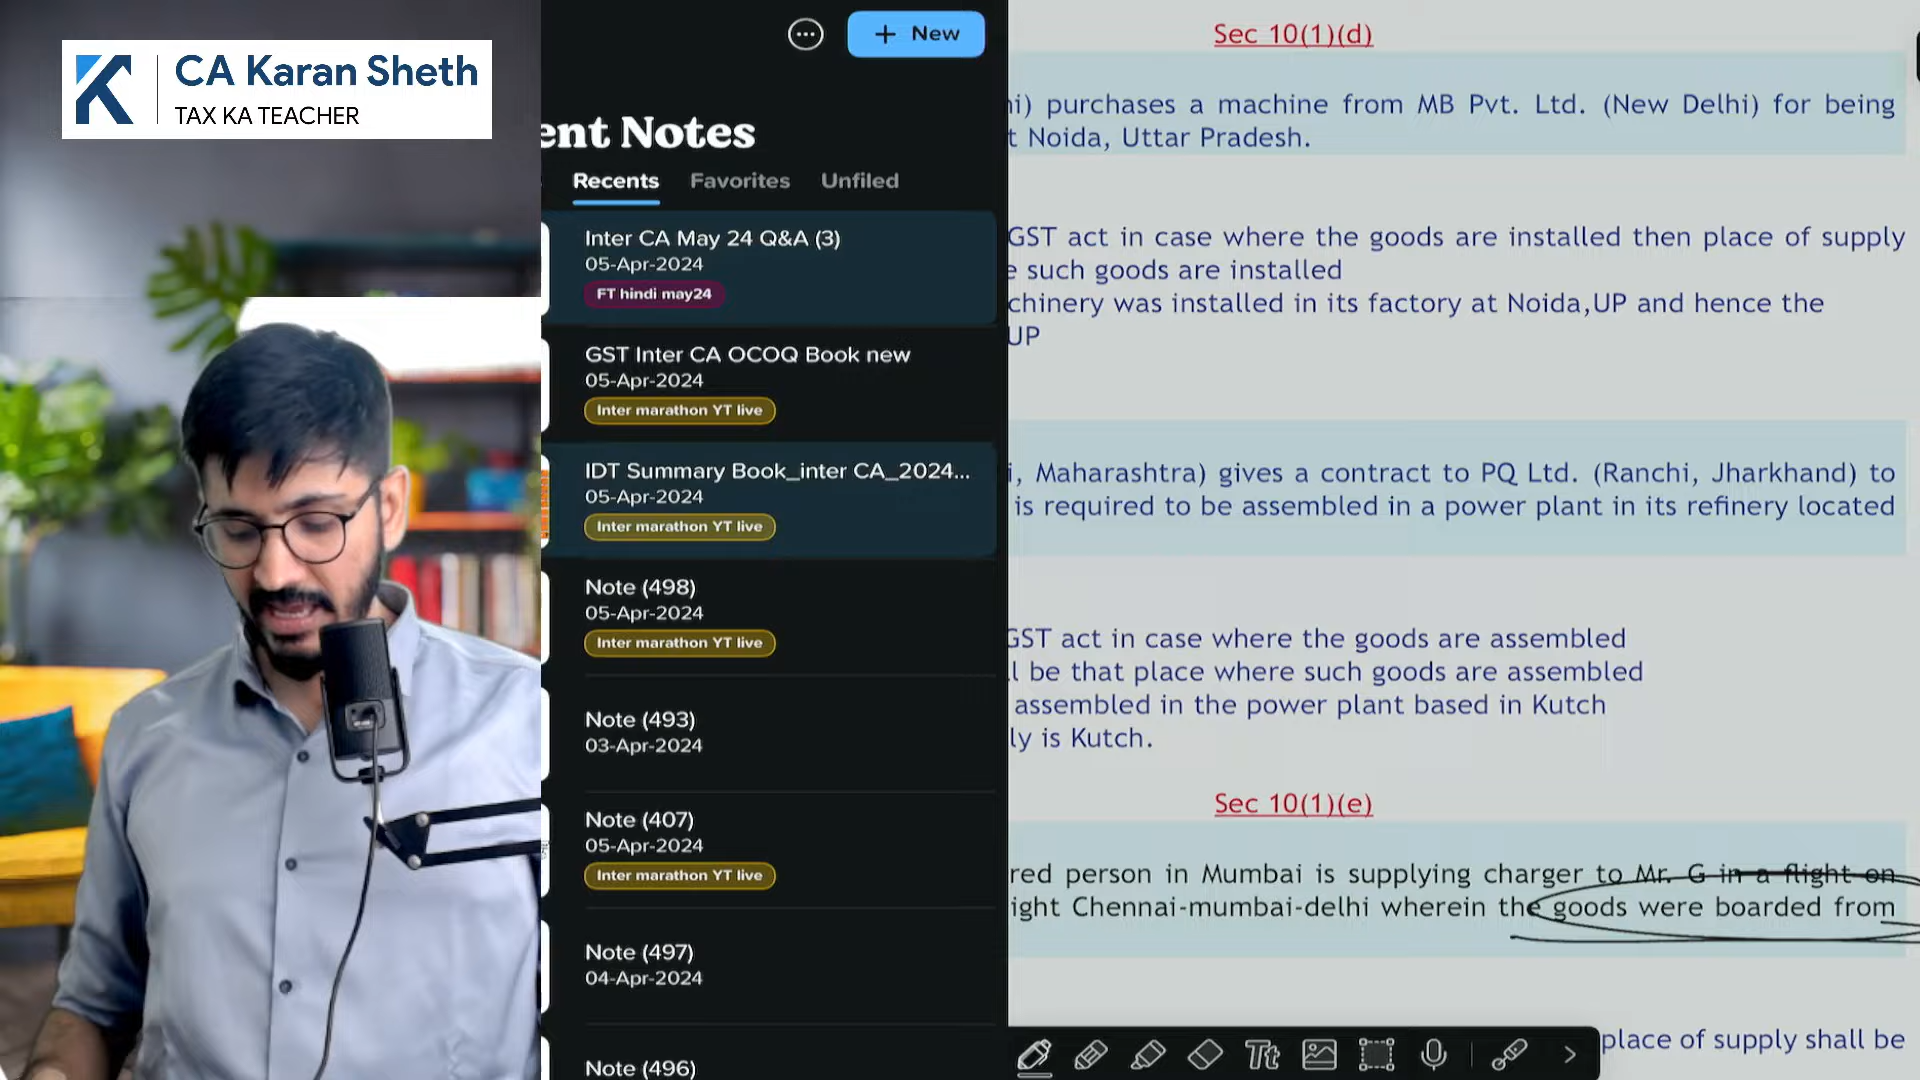 CA Karan Sheth
TAX KA TEACHER
+ New
ent Notes
Recents Favorites Unfiled
Inter CA May 24 Q&A (3)
05-Apr-2024
FT hindi may24
GST Inter CA OCOQ Book new
05-Apr-2024
Inter marathon YT live
IDT Summary Book_inter CA_2024...
05-Apr-2024
Inter marathon YT live
Note (498)
05-Apr-2024
Inter marathon YT live
Note (493)
03-Apr-2024
Note (407)
05-Apr-2024
Inter marathon YT live
Note (497)
04-Apr-2024
Note (496)
Sec 10(1)(d)
hi) purchases a machine from MB Pvt. Ltd. (New Delhi) for being
t Noida, Uttar Pradesh.
GST act in case where the goods are installed then place of supply
e such goods are installed
chinery was installed in its factory at Noida,UP and hence the
UP
i, Maharashtra) gives a contract to PQ Ltd. (Ranchi, Jharkhand) to
is required to be assembled in a power plant in its refinery located
GST act in case where the goods are assembled
l be that place where such goods are assembled
assembled in the power plant based in Kutch
ly is Kutch.
Sec 10(1)(e)
red person in Mumbai is supplying charger to Mr. G in a flight on
ight Chennai-mumbai-delhi wherein the goods were boarded from
place of supply shall be
Tt